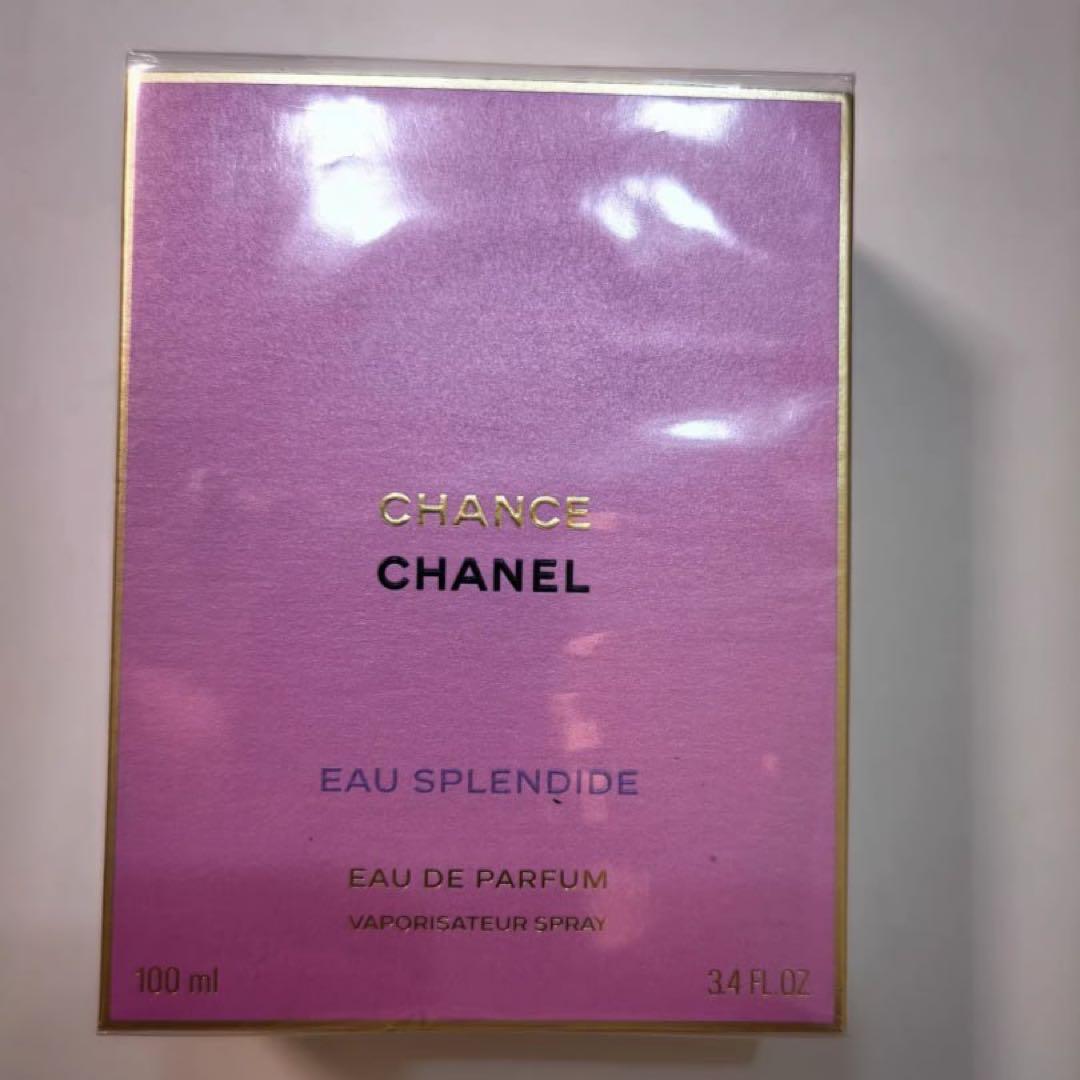 CHANCE
CHANEL
EAU SPLENDIDE
EAU DE PARFUM
VAPORISATEUR SPRAY
100 ml 3.4 FL.OZ